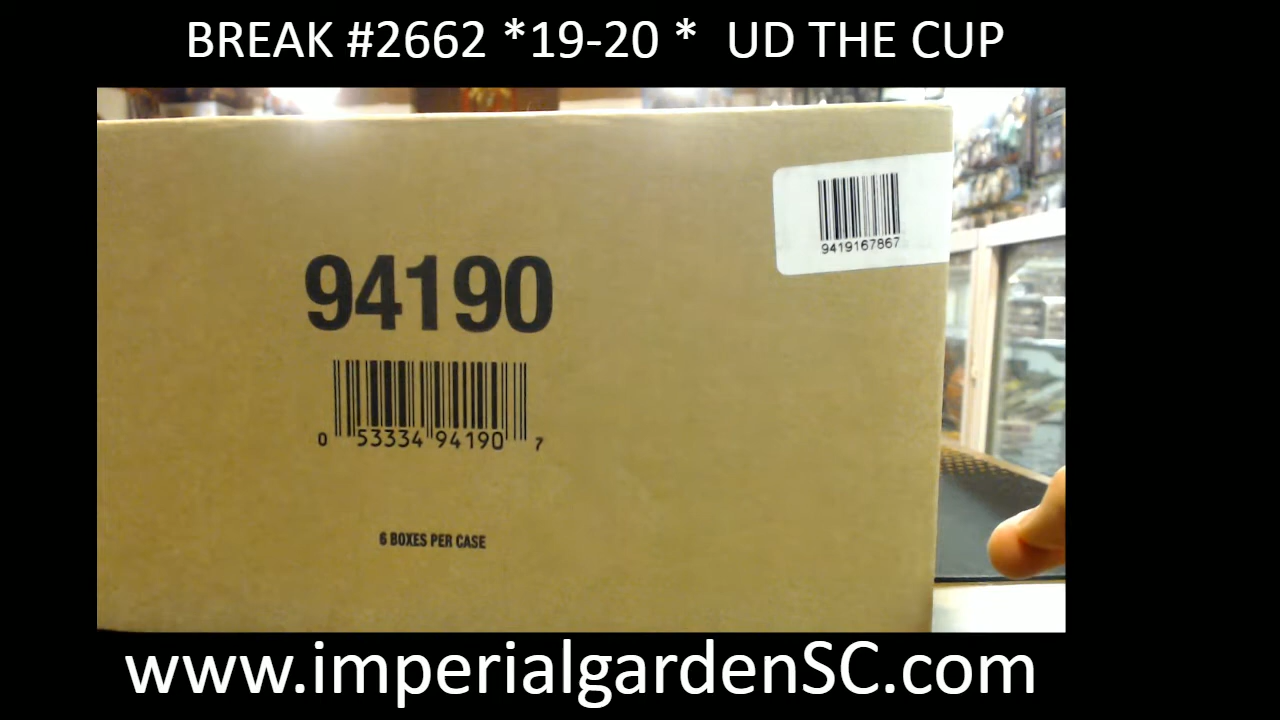 BREAK #2662 *19-20 * UD THE CUP
9419167867
94190
0 53334 94190 7
6 BOXES PER CASE
www.imperialgardenSC.com